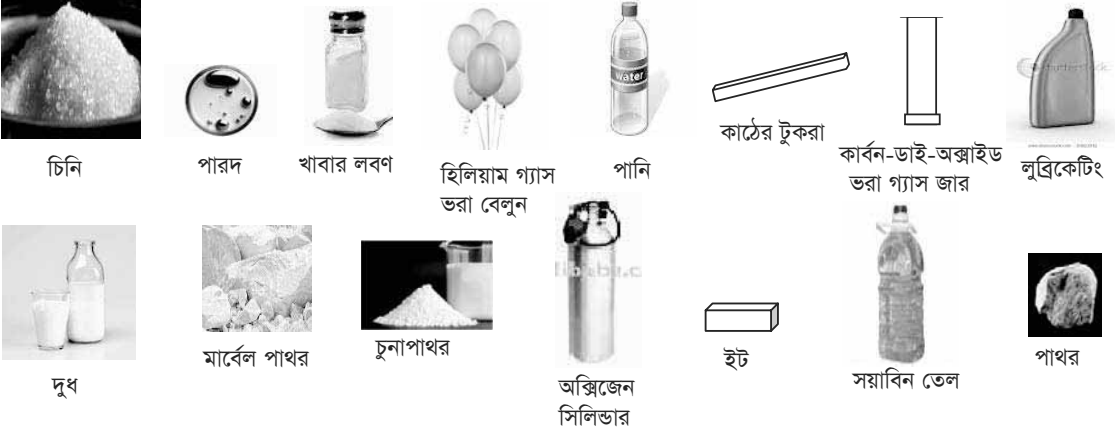 water
চিনি
পারদ
খাবার লবণ
হিলিয়াম গ্যাস
ভরা বেলুন
পানি
কাঠের টুকরা
কার্বন-ডাই-অক্সাইড
ভরা গ্যাস জার
লুব্রিকেটিং
দুধ
মার্বেল পাথর
চুনাপাথর
অক্সিজেন
সিলিন্ডার
ইট
সয়াবিন তেল
পাথর